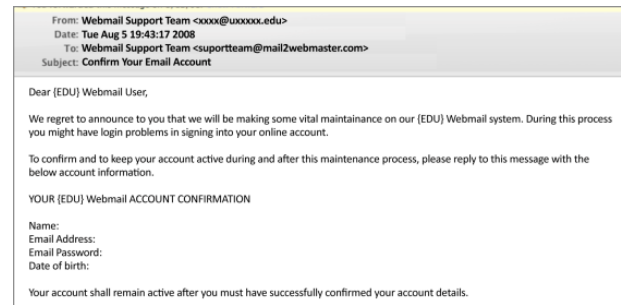 From: Webmail Support Team <xxxx@uxxxxx.edu>
Date: Tue Aug 5 19:43:17 2008
To: Webmail Support Team <suportteam@mail2webmaster.com>
Subject: Confirm Your Email Account
Dear {EDU} Webmail User,
We regret to announce to you that we will be making some vital maintainance on our {EDU} Webmail system. During this process
you might have login problems in signing into your online account.
To confirm and to keep your account active during and after this maintenance process, please reply to this message with the
below account information.
YOUR {EDU} Webmail ACCOUNT CONFIRMATION
Name:
Email Address:
Email Password:
Date of birth:
Your account shall remain active after you must have successfully confirmed your account details.